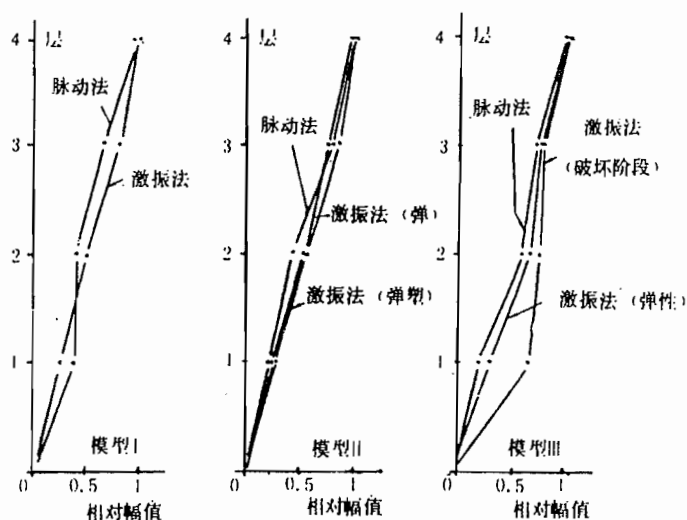 4 层
脉动法
3
激振法
2
1
模型I
0 0.5 1
相对幅值
4 层
脉动法
3
激振法（弹）
2
激振法（弹塑）
1
模型II
0 0.5 1
相对幅值
4 层
脉动法
激振法
3
（破坏阶段）
2
激振法（弹性）
1
模型III
0 0.5 1
相对幅值